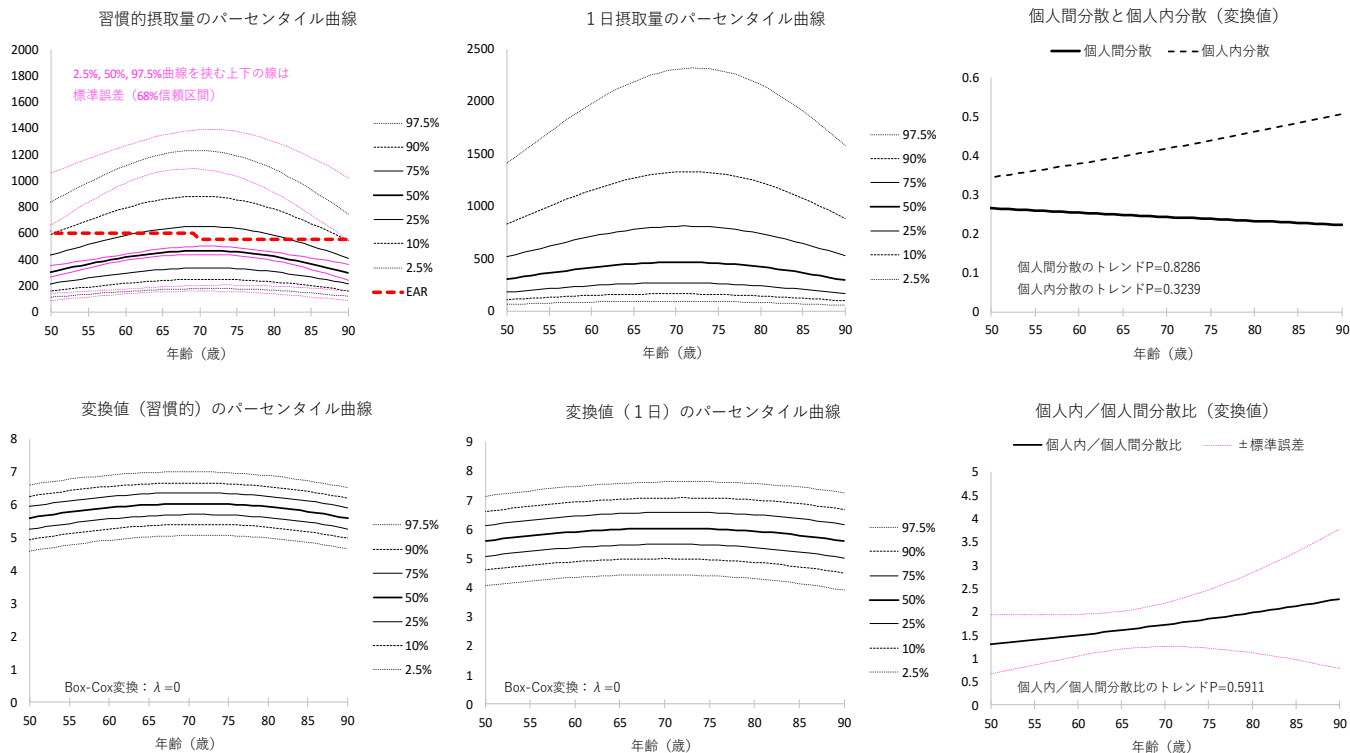 習慣的摂取量のパーセンタイル曲線
2000
1800
1600
1400
1200
1000
800
600
400
200
0
2.5%, 50%, 97.5%曲線を挟む上下の線は
標準誤差（68%信頼区間）
50 55 60 65 70 75 80 85 90
年齢（歳）
97.5%
90%
75%
50%
25%
10%
2.5%
EAR
１日摂取量のパーセンタイル曲線
2500
2000
1500
1000
500
0
50 55 60 65 70 75 80 85 90
年齢（歳）
97.5%
90%
75%
50%
25%
10%
2.5%
個人間分散と個人内分散（変換値）
個人間分散 個人内分散
0.6
0.5
0.4
0.3
0.2
0.1
0
個人間分散のトレンドP=0.8286
個人内分散のトレンドP=0.3239
50 55 60 65 70 75 80 85 90
年齢（歳）
変換値（習慣的）のパーセンタイル曲線
8
7
6
5
4
3
2
1
0
Box-Cox変換：λ=0
50 55 60 65 70 75 80 85 90
年齢（歳）
97.5%
90%
75%
50%
25%
10%
2.5%
変換値（１日）のパーセンタイル曲線
9
8
7
6
5
4
3
2
1
0
Box-Cox変換：λ=0
50 55 60 65 70 75 80 85 90
年齢（歳）
97.5%
90%
75%
50%
25%
10%
2.5%
個人内／個人間分散比（変換値）
個人内／個人間分散比 ±標準誤差
5
4.5
4
3.5
3
2.5
2
1.5
1
0.5
0
個人内／個人間分散比のトレンドP=0.5911
50 55 60 65 70 75 80 85 90
年齢（歳）